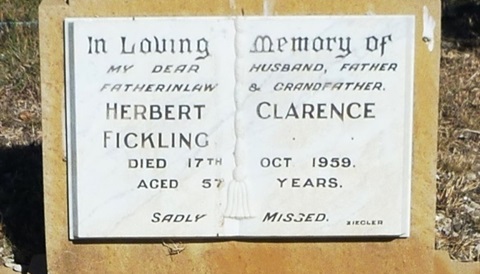 In Loving Memory of
MY DEAR HUSBAND, FATHER
FATHERINLAW & GRANDFATHER.
HERBERT CLARENCE
FICKLING
DIED 17TH OCT 1959.
AGED 57 YEARS.
SADLY MISSED.
ZIEGLER